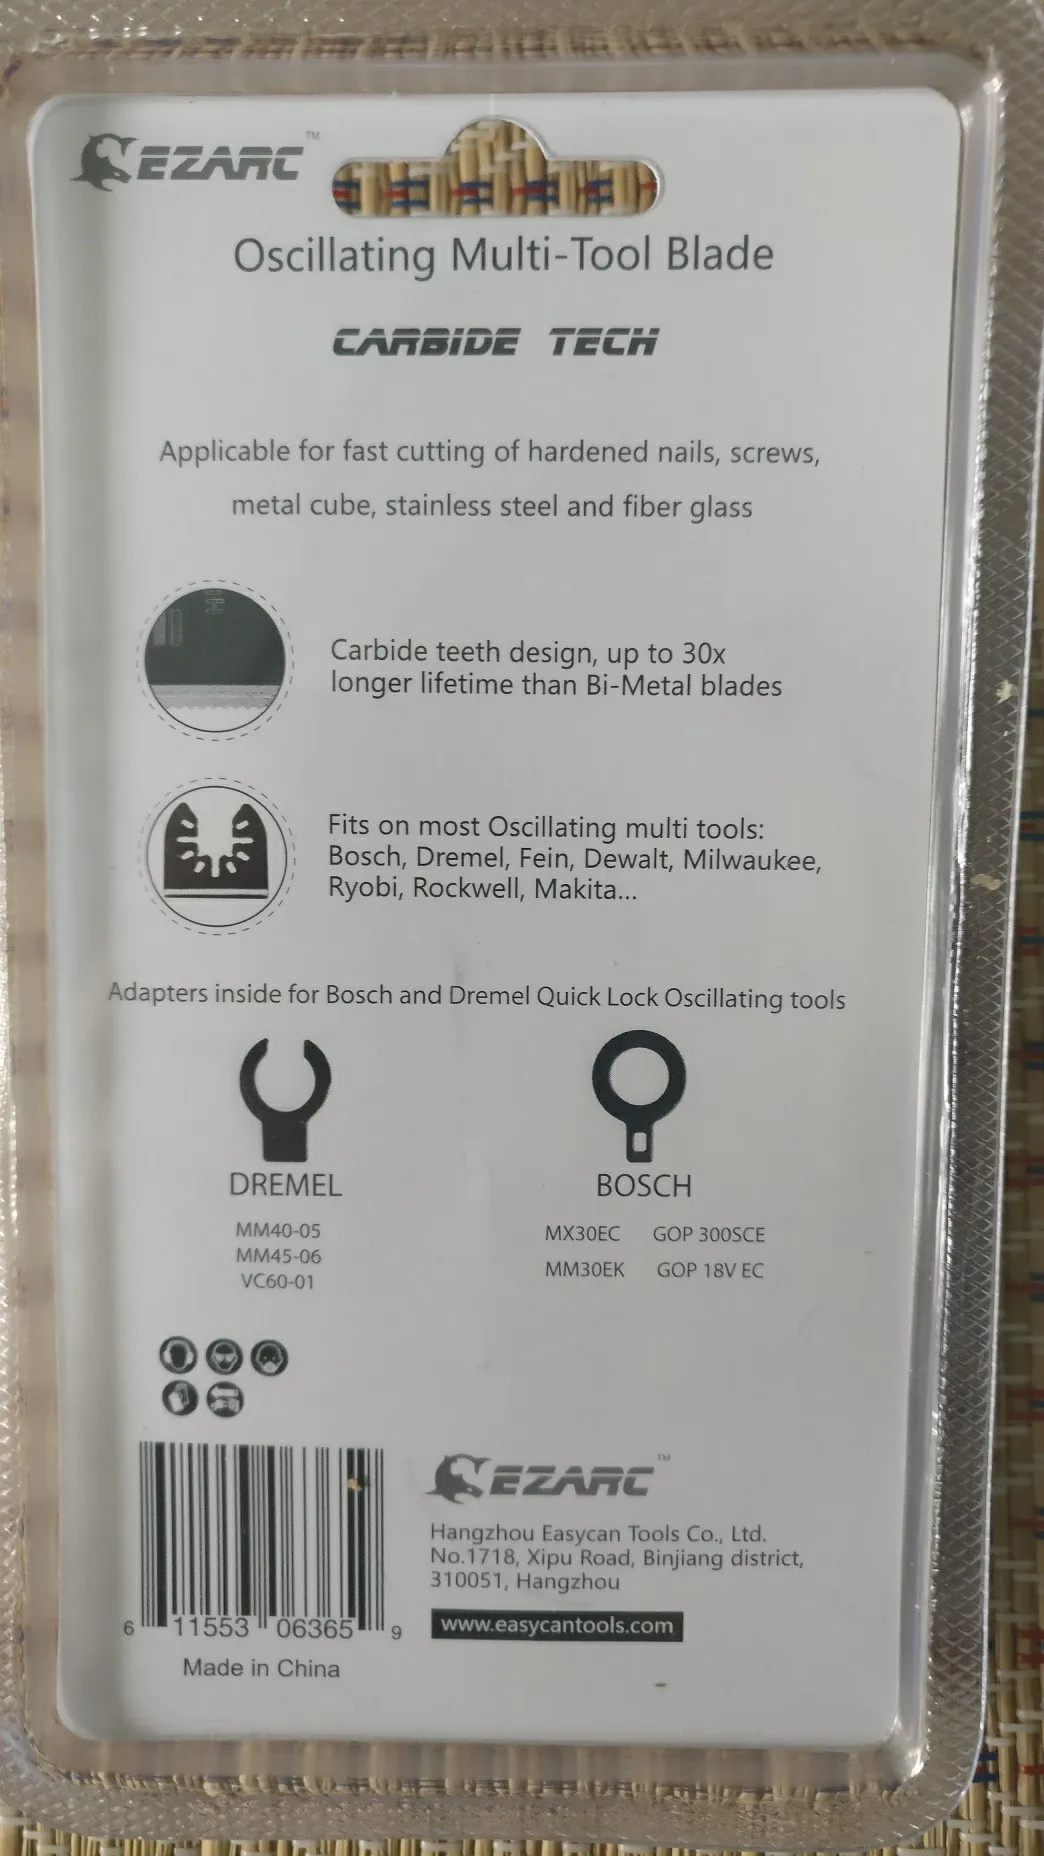 EZARC™
Oscillating Multi-Tool Blade
CARBIDE TECH
Applicable for fast cutting of hardened nails, screws,
metal cube, stainless steel and fiber glass
Carbide teeth design, up to 30x
longer lifetime than Bi-Metal blades
Fits on most Oscillating multi tools:
Bosch, Dremel, Fein, Dewalt, Milwaukee,
Ryobi, Rockwell, Makita...
Adapters inside for Bosch and Dremel Quick Lock Oscillating tools
DREMEL
MM40-05
MM45-06
VC60-01
BOSCH
MX30EC GOP 300SCE
MM30EK GOP 18V EC
6 11553 06365 9
Made in China
EZARC™
Hangzhou Easycan Tools Co., Ltd.
No.1718, Xipu Road, Binjiang district,
310051, Hangzhou
www.easycantools.com